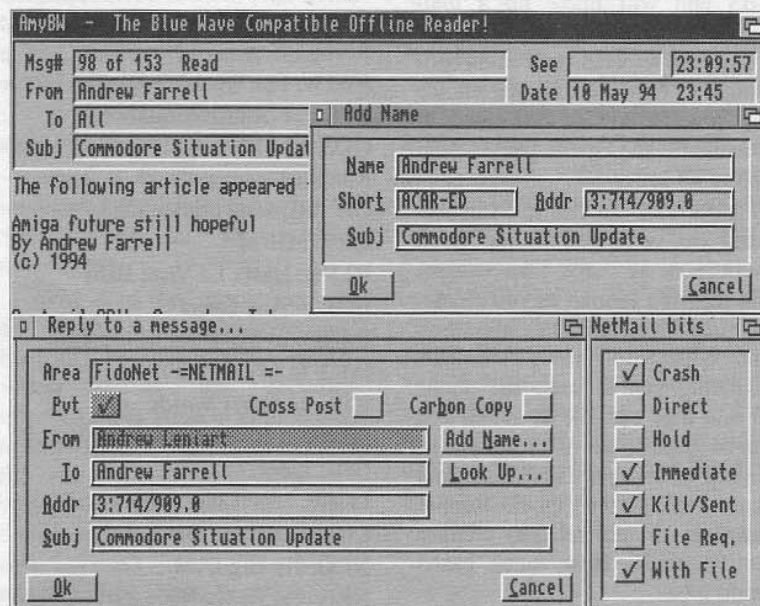 AmyBW - The Blue Wave Compatible Offline Reader!
Msg# 98 of 153 Read
See 23:09:57
From Andrew Farrell
Date 10 May 94 23:45
To All
Subj Commodore Situation Updat
The following article appeared
Amiga future still hopeful
By Andrew Farrell
(c) 1994
Add Name
Name Andrew Farrell
Short ACAR-ED Addr 3:714/909.0
Subj Commodore Situation Update
Ok Cancel
Reply to a message...
Area FidoNet -=NETMAIL =-
Pvt Cross Post Carbon Copy
From Andrew Leniart Add Name...
To Andrew Farrell Look Up...
Addr 3:714/909.0
Subj Commodore Situation Update
Ok Cancel
NetMail bits
Crash
Direct
Hold
Immediate
Kill/Sent
File Req.
With File